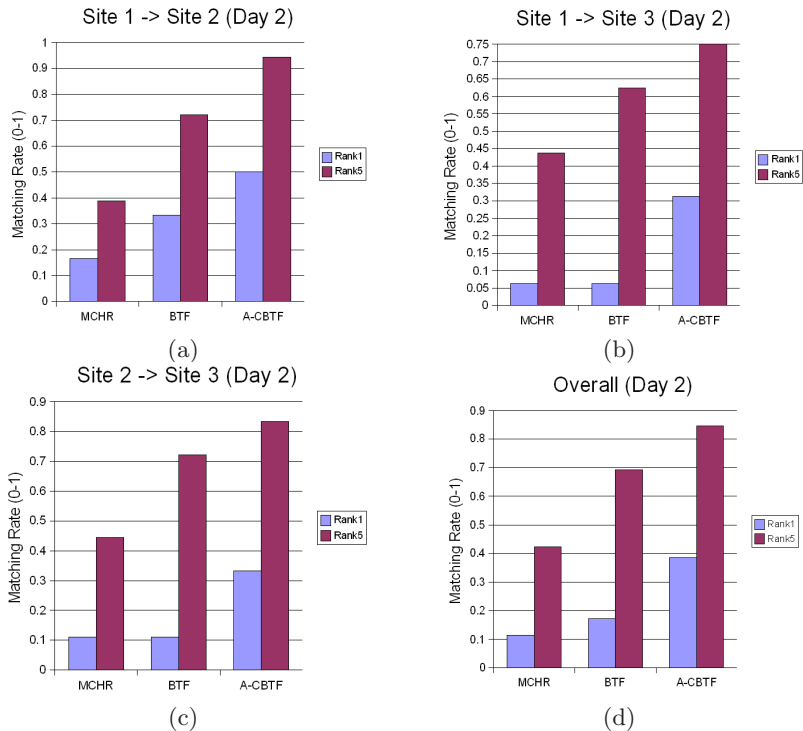 Site 1 -> Site 2 (Day 2)
Matching Rate (0-1)
1
0.9
0.8
0.7
0.6
0.5
0.4
0.3
0.2
0.1
0
MCHR BTF A-CBTF
Rank1
Rank5
(a)
Site 1 -> Site 3 (Day 2)
Matching Rate (0-1)
0.75
0.7
0.65
0.6
0.55
0.5
0.45
0.4
0.35
0.3
0.25
0.2
0.15
0.1
0.05
0
MCHR BTF A-CBTF
Rank1
Rank5
(b)
Site 2 -> Site 3 (Day 2)
Matching Rate (0-1)
0.9
0.8
0.7
0.6
0.5
0.4
0.3
0.2
0.1
0
MCHR BTF A-CBTF
Rank1
Rank5
(c)
Overall (Day 2)
Matching Rate (0-1)
0.9
0.8
0.7
0.6
0.5
0.4
0.3
0.2
0.1
0
MCHR BTF A-CBTF
Rank1
Rank5
(d)